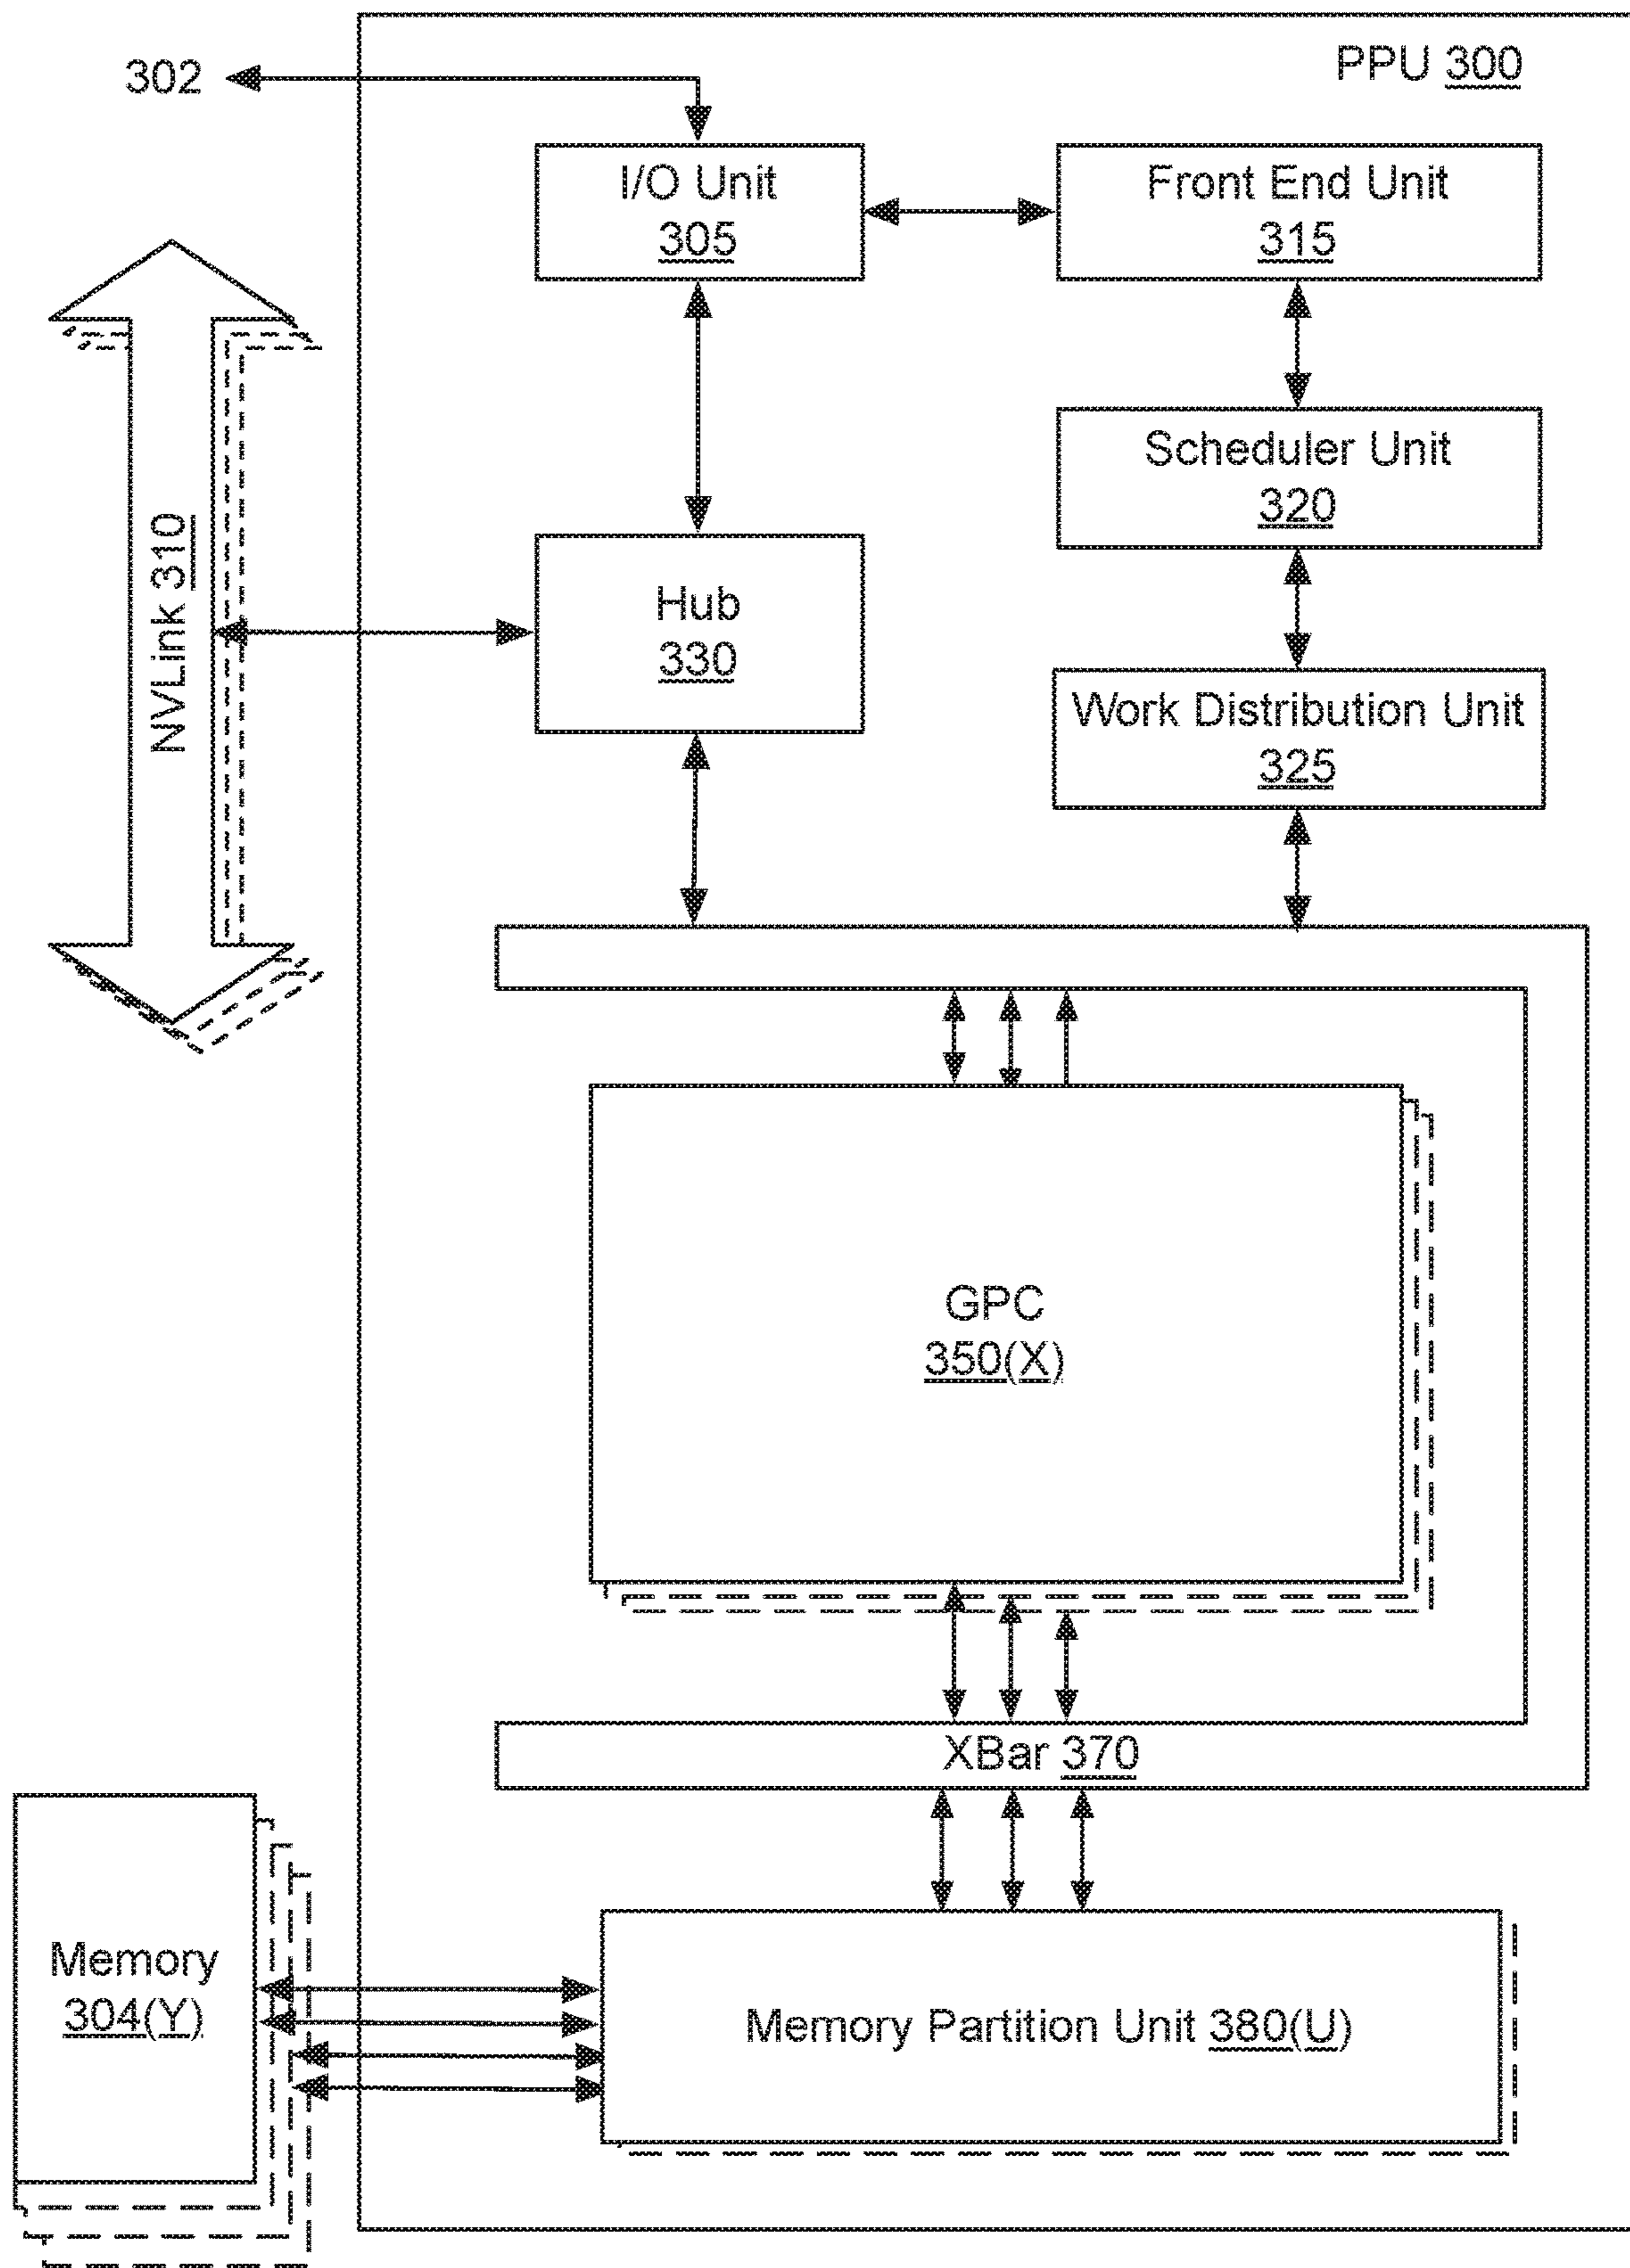 PPU 300
302
I/O Unit
305
Front End Unit
315
Scheduler Unit
320
NVLink 310
Hub
330
Work Distribution Unit
325
GPC
350(X)
XBar 370
Memory
304(Y)
Memory Partition Unit 380(U)